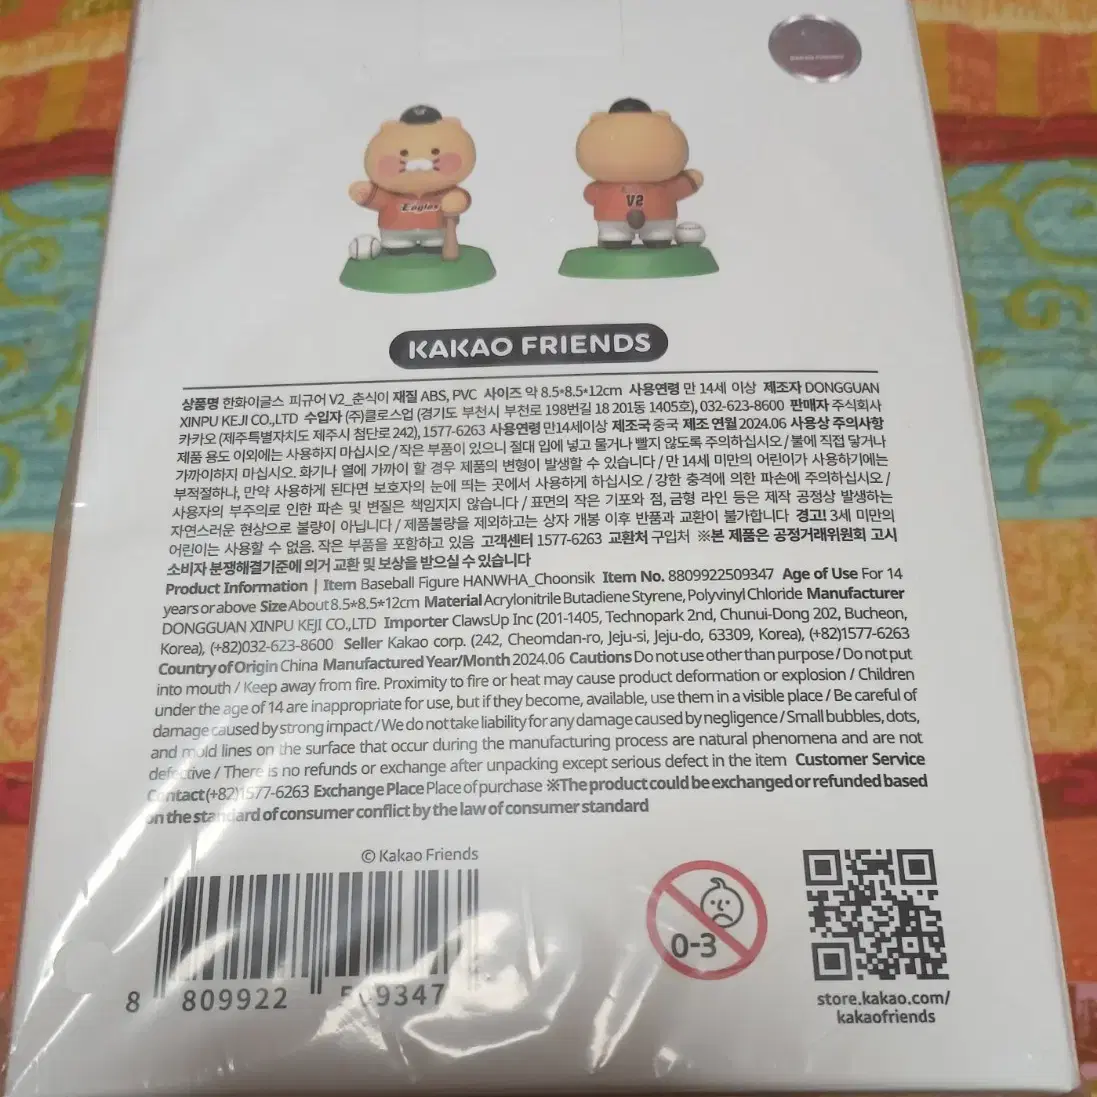 KAKAO FRIENDS
Eagles
V2
KAKAO FRIENDS
상품명 한화이글스 피규어 V2_춘식이 재질 ABS, PVC 사이즈 약 8.5*8.5*12cm 사용연령 만 14세 이상 제조자 DONGGUAN
XINPU KEJI CO.,LTD 수입자 (주)클로스업 (경기도 부천시 부천로 198번길 18 201동 1405호), 032-623-8600 판매자 주식회사
카카오 (제주특별자치도 제주시 첨단로 242), 1577-6263 사용연령 만14세이상 제조국 중국 제조 연월 2024.06 사용상 주의사항
제품 용도 이외에는 사용하지 마십시오 / 작은 부품이 있으니 절대 입에 넣고 물거나 빨지 않도록 주의하십시오 / 불에 직접 닿거나
가까이하지 마십시오. 화기나 열에 가까이 할 경우 제품의 변형이 발생할 수 있습니다 / 만 14세 미만의 어린이가 사용하기에는
부적절하나, 만약 사용하게 된다면 보호자의 눈에 띄는 곳에서 사용하게 하십시오 / 강한 충격에 의한 파손에 주의하십시오 /
사용자의 부주의로 인한 파손 및 변질은 책임지지 않습니다 / 표면의 작은 기포와 점, 금형 라인 등은 제작 공정상 발생하는
자연스러운 현상으로 불량이 아닙니다 / 제품불량을 제외하고는 상자 개봉 이후 반품과 교환이 불가합니다 경고! 3세 미만의
어린이는 사용할 수 없음. 작은 부품을 포함하고 있음 고객센터 1577-6263 교환처 구입처 ※본 제품은 공정거래위원회 고시
소비자 분쟁해결기준에 의거 교환 및 보상을 받으실 수 있습니다
Product Information | Item Baseball Figure HANWHA_Choonsik Item No. 8809922509347 Age of Use For 14
years or above Size About 8.5*8.5*12cm Material Acrylonitrile Butadiene Styrene, Polyvinyl Chloride Manufacturer
DONGGUAN XINPU KEJI CO.,LTD Importer ClawsUp Inc (201-1405, Technopark 2nd, Chunui-Dong 202, Bucheon,
Korea), (+82)032-623-8600 Seller Kakao corp. (242, Cheomdan-ro, Jeju-si, Jeju-do, 63309, Korea), (+82)1577-6263
Country of Origin China Manufactured Year/Month 2024.06 Cautions Do not use other than purpose / Do not put
into mouth / Keep away from fire. Proximity to fire or heat may cause product deformation or explosion / Children
under the age of 14 are inappropriate for use, but if they become, available, use them in a visible place / Be careful of
damage caused by strong impact / We do not take liability for any damage caused by negligence / Small bubbles, dots,
and mold lines on the surface that occur during the manufacturing process are natural phenomena and are not
defective / There is no refunds or exchange after unpacking except serious defect in the item Customer Service
Contact (+82)1577-6263 Exchange Place Place of purchase ※The product could be exchanged or refunded based
on the standard of consumer conflict by the law of consumer standard
© Kakao Friends
8 809922 509347
0-3
store.kakao.com/
kakaofriends